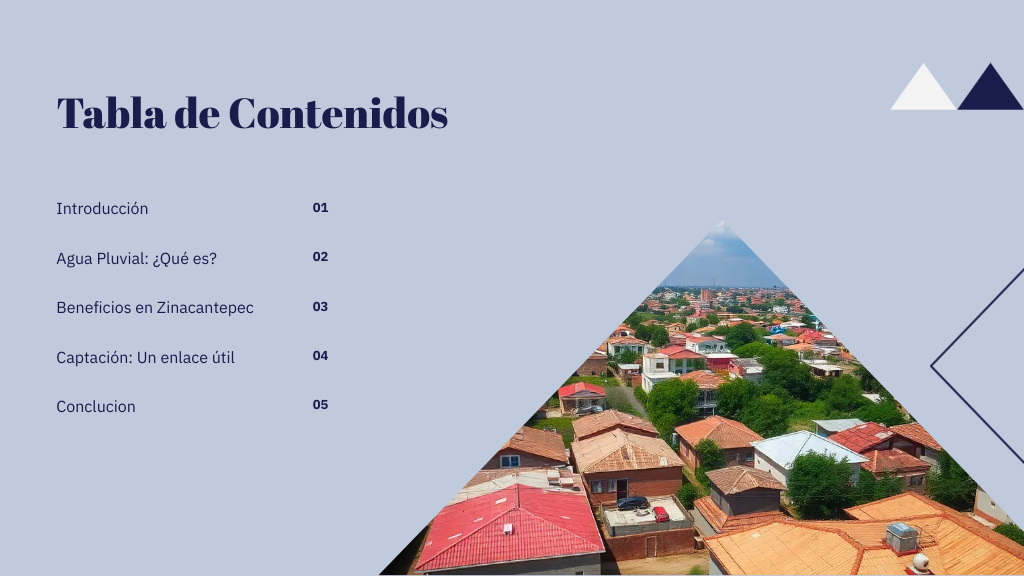 Tabla de Contenidos
Introducción 01
Agua Pluvial: ¿Qué es? 02
Beneficios en Zinacantepec 03
Captación: Un enlace útil 04
Conclucion 05